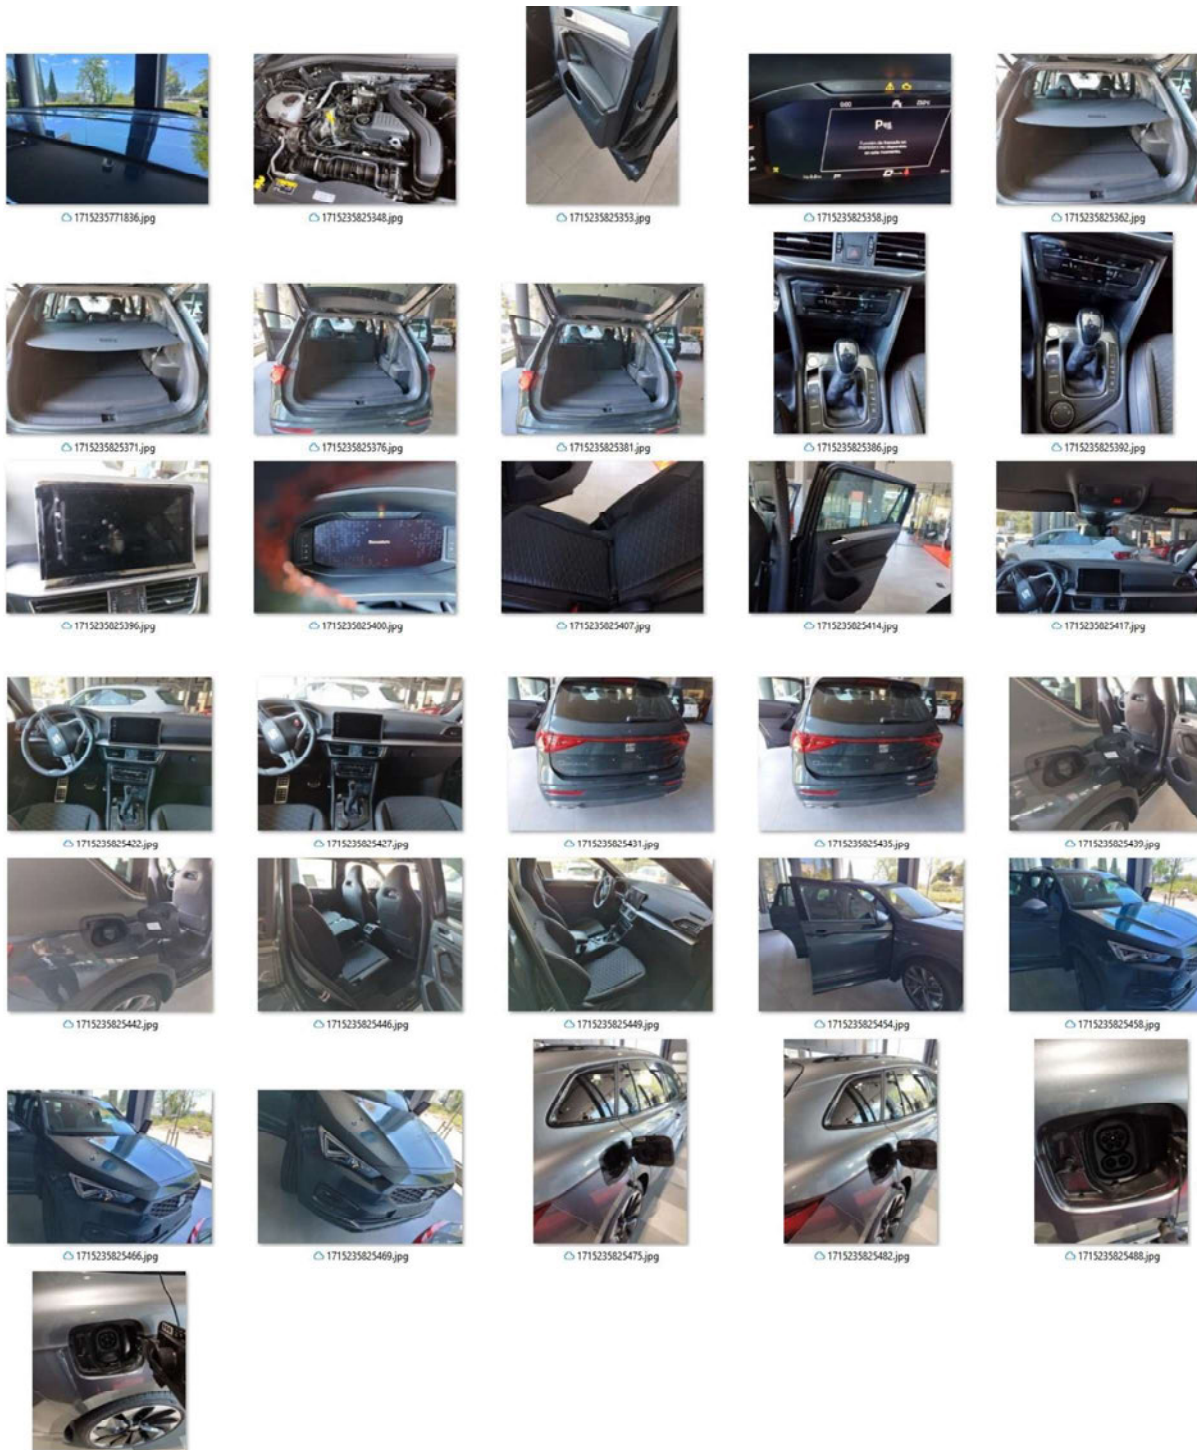 1715235771836.jpg
1715235825348.jpg
1715235825353.jpg
1715235825358.jpg
1715235825362.jpg
1715235825371.jpg
1715235825376.jpg
1715235825381.jpg
1715235825386.jpg
1715235825392.jpg
1715235825396.jpg
1715235825400.jpg
1715235825407.jpg
1715235825414.jpg
1715235825417.jpg
1715235825422.jpg
1715235825427.jpg
1715235825431.jpg
1715235825435.jpg
1715235825439.jpg
1715235825442.jpg
1715235825446.jpg
1715235825449.jpg
1715235825454.jpg
1715235825458.jpg
1715235825466.jpg
1715235825469.jpg
1715235825475.jpg
1715235825482.jpg
1715235825488.jpg